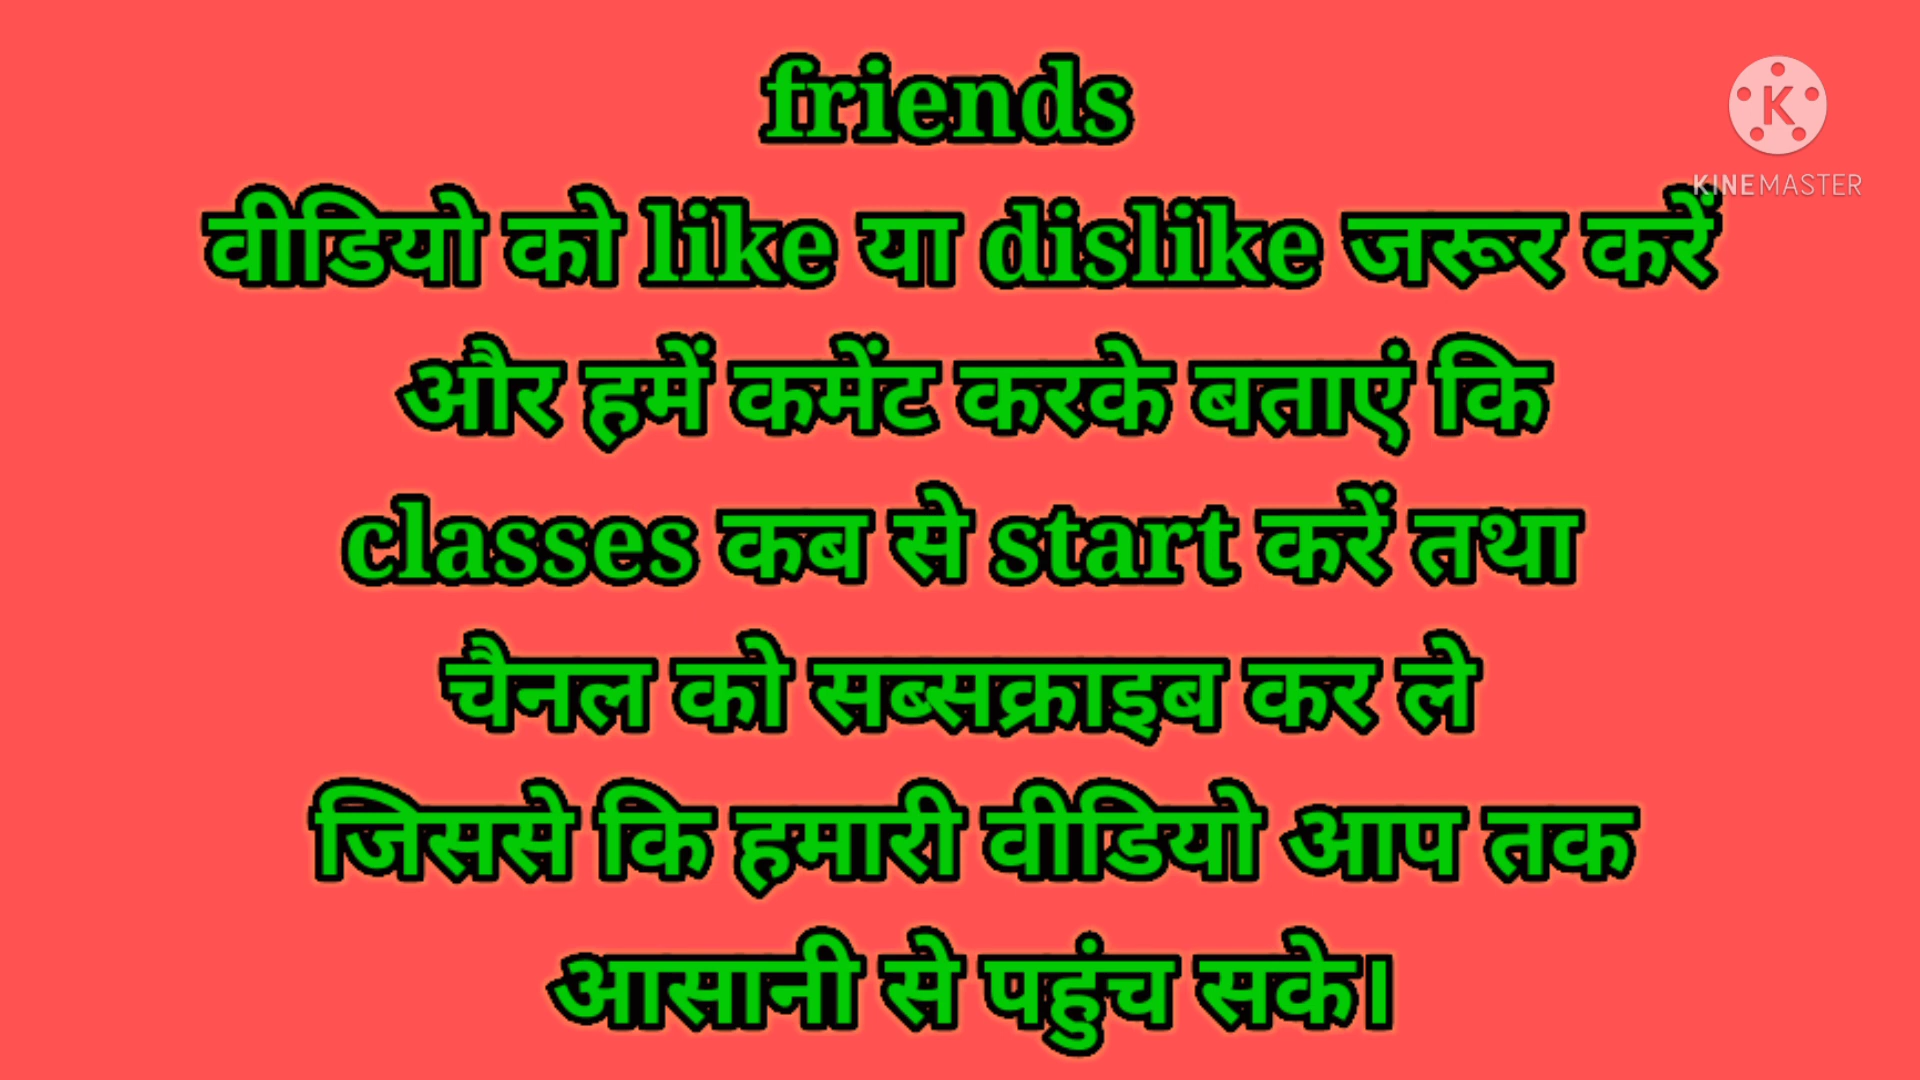 friends
K
KINEMASTER
वीडियो को like या dislike जरूर करें
और हमें कमेंट करके बताएं कि
classes कब से start करें तथा
चैनल को सब्सक्राइब कर ले
जिससे कि हमारी वीडियो आप तक
आसानी से पहुंच सके।